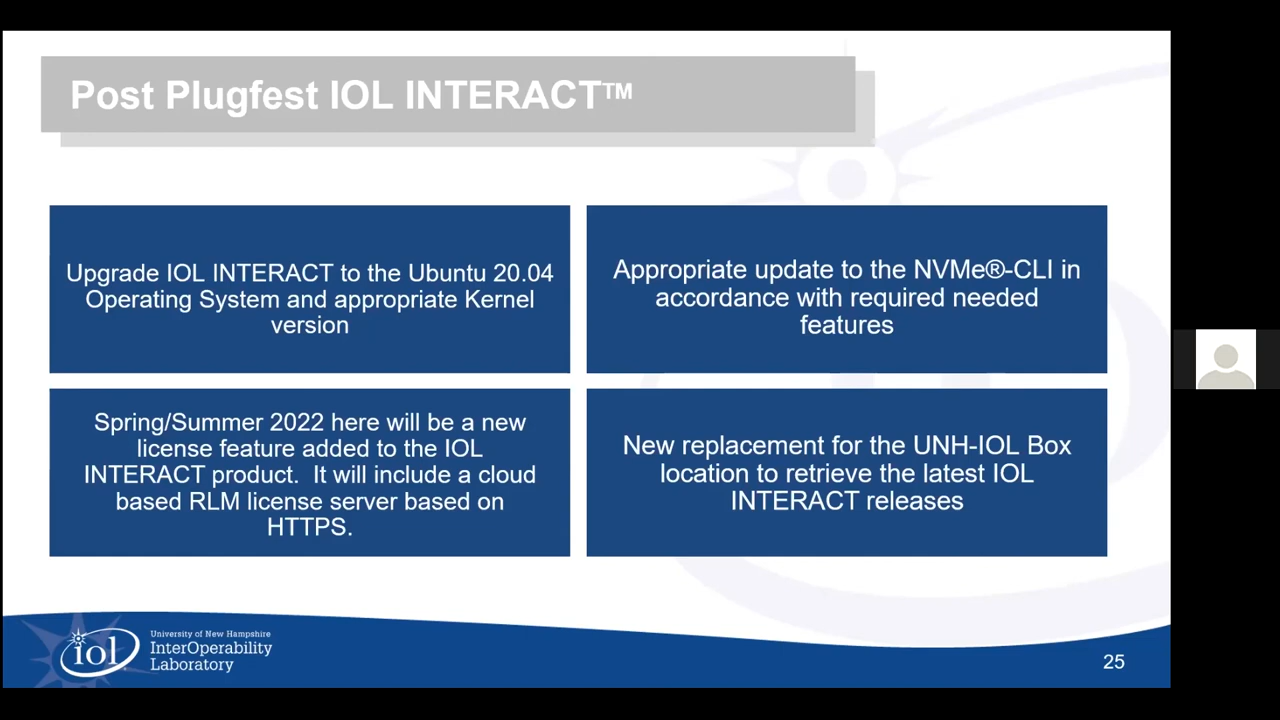 Post Plugfest IOL INTERACT™
Upgrade IOL INTERACT to the Ubuntu 20.04
Operating System and appropriate Kernel
version
Appropriate update to the NVMe®-CLI in
accordance with required needed
features
Spring/Summer 2022 here will be a new
license feature added to the IOL
INTERACT product.  It will include a cloud
based RLM license server based on
HTTPS.
New replacement for the UNH-IOL Box
location to retrieve the latest IOL
INTERACT releases
iol
University of New Hampshire
InterOperability
Laboratory
25